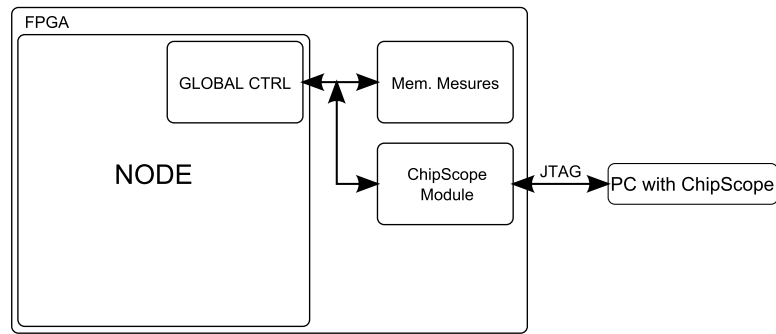 FPGA
GLOBAL CTRL
Mem. Mesures
NODE
ChipScope
Module
JTAG
PC with ChipScope